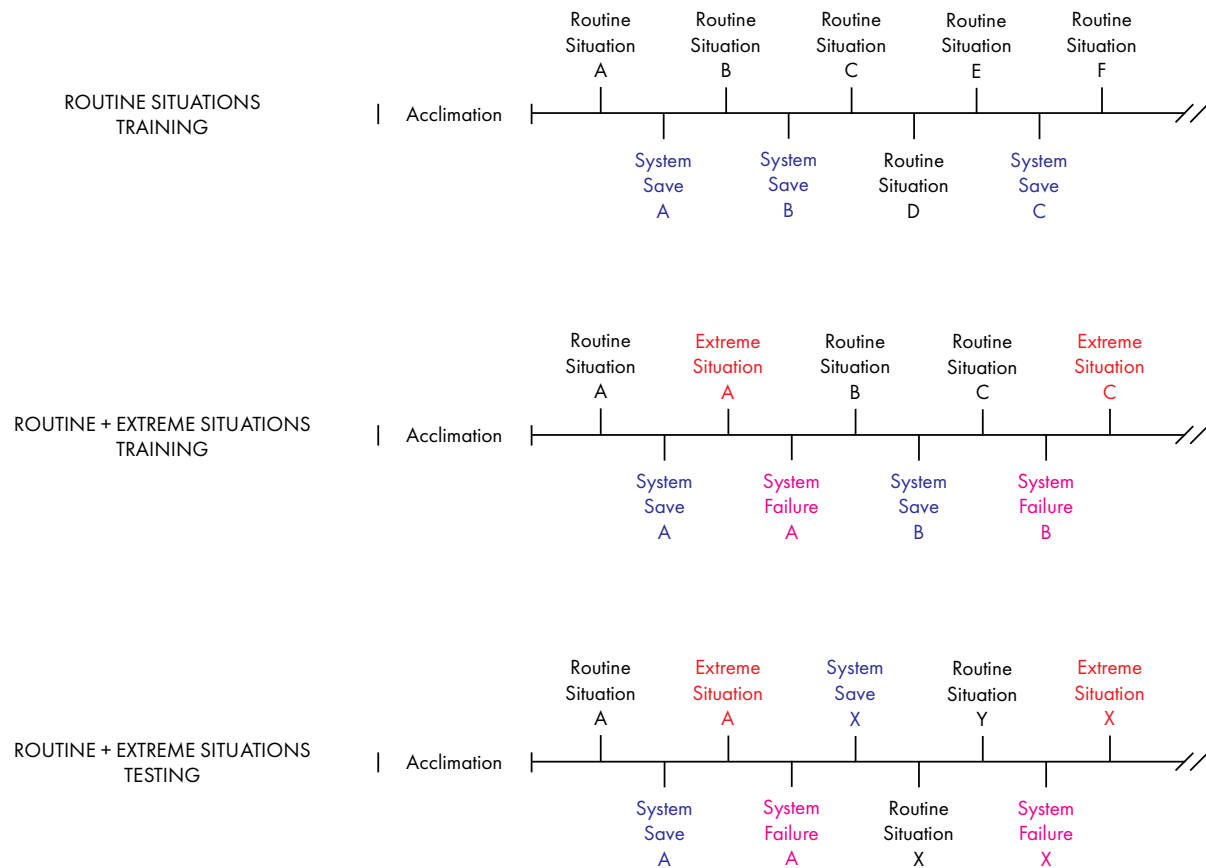 Routine Routine Routine Routine Routine
Situation Situation Situation Situation Situation
A B C E F
ROUTINE SITUATIONS
TRAINING
Acclimation
System System Routine System
Save Save Situation Save
A B D C
Routine Extreme Routine Routine Extreme
Situation Situation Situation Situation Situation
A A B C C
ROUTINE + EXTREME SITUATIONS
TRAINING
Acclimation
System System System System
Save Failure Save Failure
A A B B
Routine Extreme System Routine Extreme
Situation Situation Save Situation Situation
A A X Y X
ROUTINE + EXTREME SITUATIONS
TESTING
Acclimation
System System Routine System
Save Failure Situation Failure
A A X X